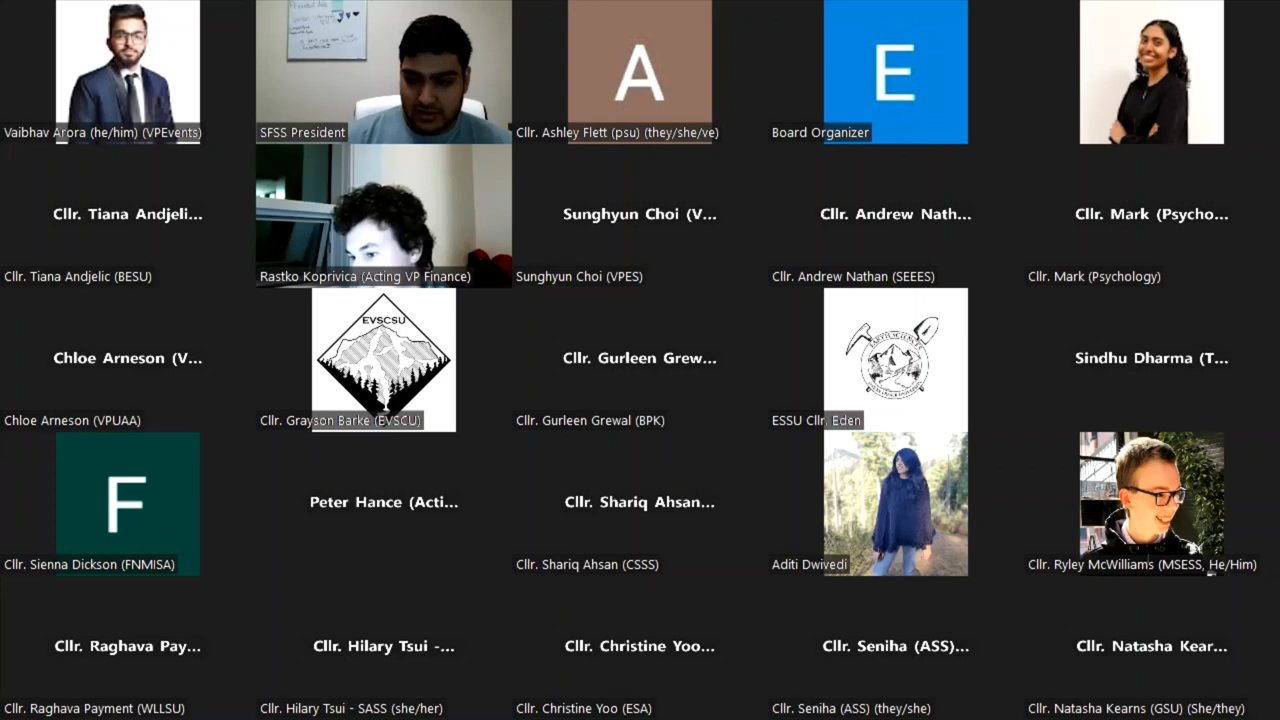 A
E
Vaibhav Arora (he/him) (VPEvents)
SFSS President
Cllr. Ashley Flett (psu) (they/she/ve)
Board Organizer
Cllr. Tiana Andjeli...
Sunghyun Choi (V...
Cllr. Andrew Nath...
Cllr. Mark (Psycho...
Cllr. Tiana Andjelic (BESU)
Rastko Koprivica (Acting VP Finance)
Sunghyun Choi (VPES)
Cllr. Andrew Nathan (SEEES)
Cllr. Mark (Psychology)
EVSCSU
Chloe Arneson (V...
Cllr. Gurleen Grew...
Sindhu Dharma (T...
Chloe Arneson (VPUAA)
Cllr. Grayson Barke (EVSCU)
Cllr. Gurleen Grewal (BPK)
ESSU Cllr. Eden
F
Peter Hance (Acti...
Cllr. Shariq Ahsan...
Cllr. Sienna Dickson (FNMISA)
Cllr. Shariq Ahsan (CSSS)
Aditi Dwivedi
Cllr. Ryley McWilliams (MSESS, He/Him)
Cllr. Raghava Pay...
Cllr. Hilary Tsui -...
Cllr. Christine Yoo...
Cllr. Seniha (ASS)...
Cllr. Natasha Kear...
Cllr. Raghava Payment (WLLSU)
Cllr. Hilary Tsui - SASS (she/her)
Cllr. Christine Yoo (ESA)
Cllr. Seniha (ASS) (they/she)
Cllr. Natasha Kearns (GSU) (She/they)